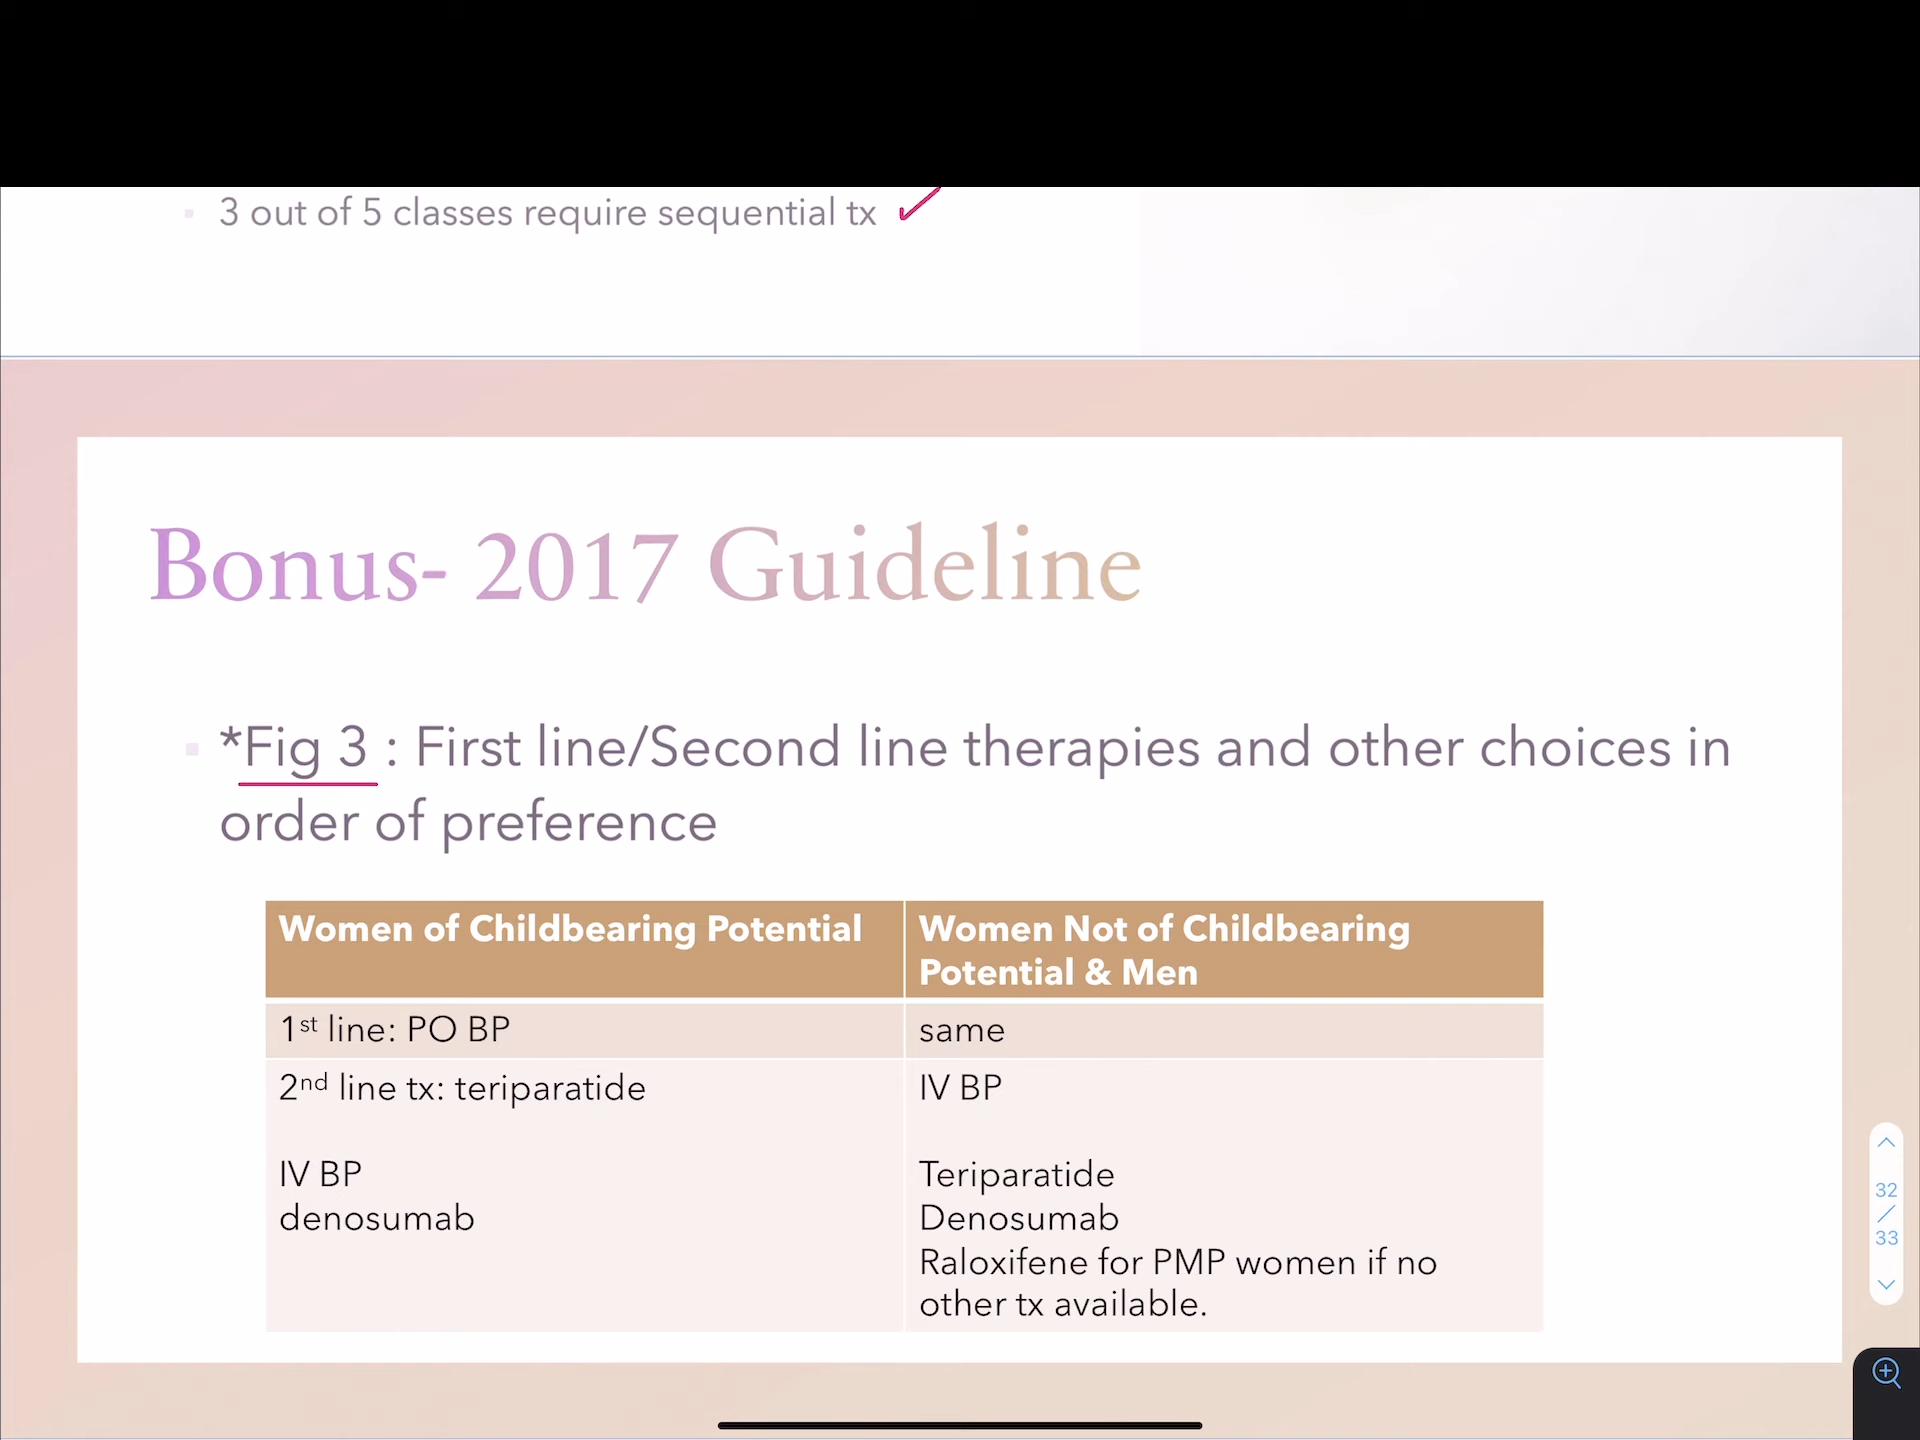 3 out of 5 classes require sequential tx
Bonus- 2017 Guideline
*Fig 3 : First line/Second line therapies and other choices in
order of preference
Women of Childbearing Potential
Women Not of Childbearing
Potential & Men
1st line: PO BP
same
2nd line tx: teriparatide
IV BP
denosumab
IV BP
Teriparatide
Denosumab
Raloxifene for PMP women if no
other tx available.
32
/
33